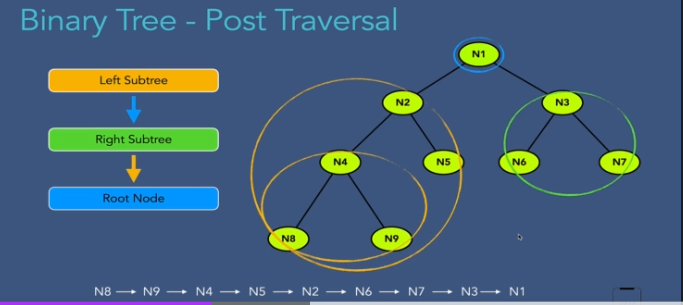 Binary Tree - Post Traversal
Left Subtree
Right Subtree
Root Node
N1
N2
N3
N4
N5
N6
N7
N8
N9
N8 → N9 → N4 → N5 → N2 → N6 → N7 → N3 → N1